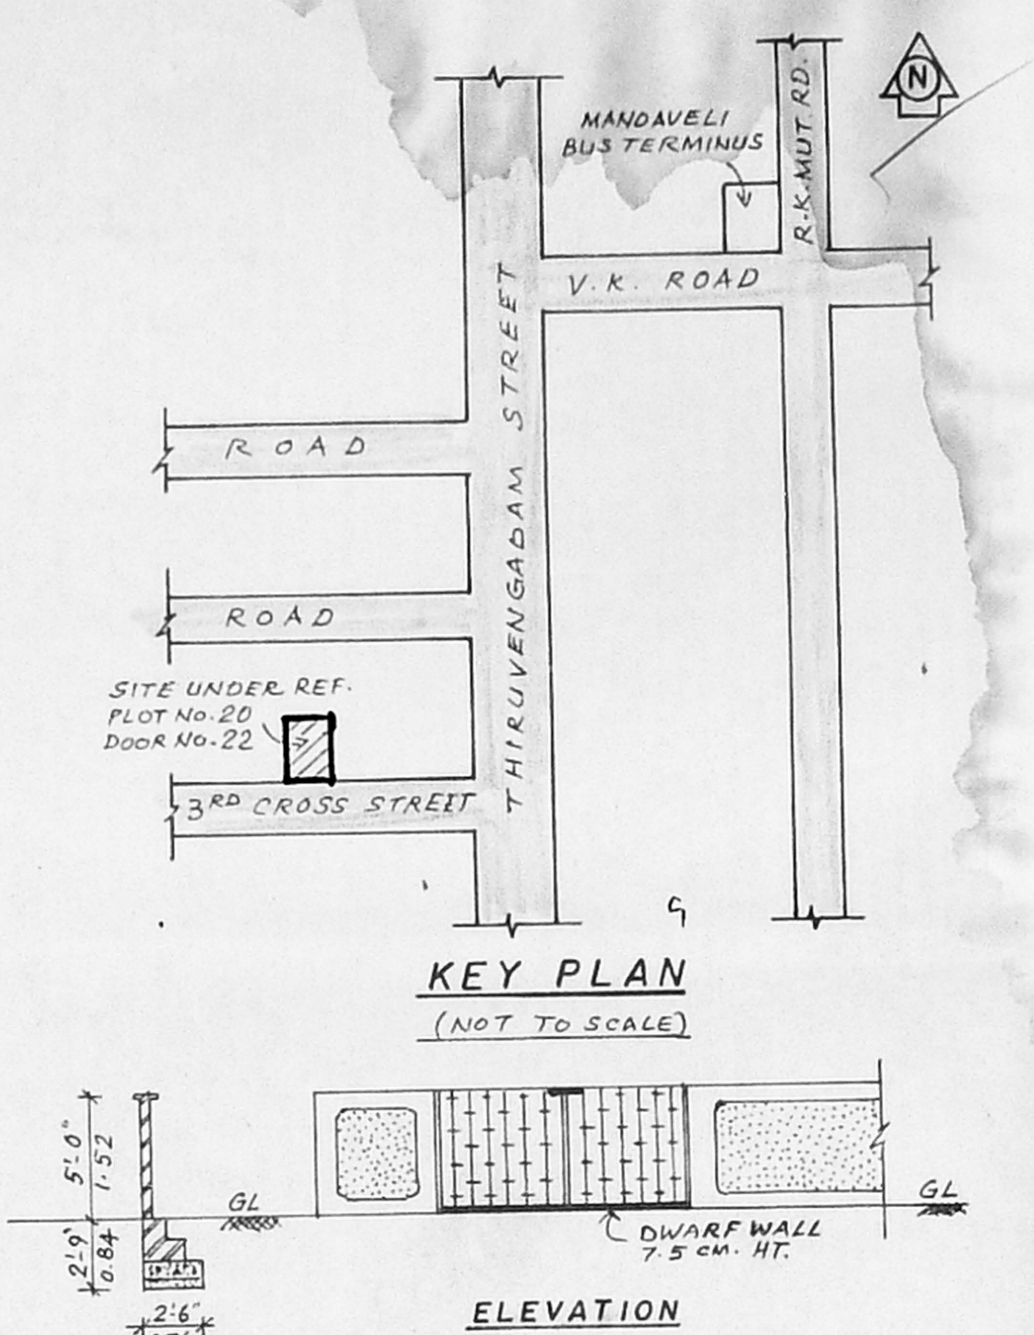 N
MANDAVELI
BUS TERMINUS
R.K.MUT. RD.
V.K. ROAD
THIRUVENGADAM STREET
ROAD
ROAD
SITE UNDER REF.
PLOT No. 20
DOOR No. 22
3RD CROSS STREET
KEY PLAN
(NOT TO SCALE)
5'-0"
1.52
2'-9"
0.84
GL
GL
DWARF WALL
7.5 CM. HT.
2'-6"
ELEVATION